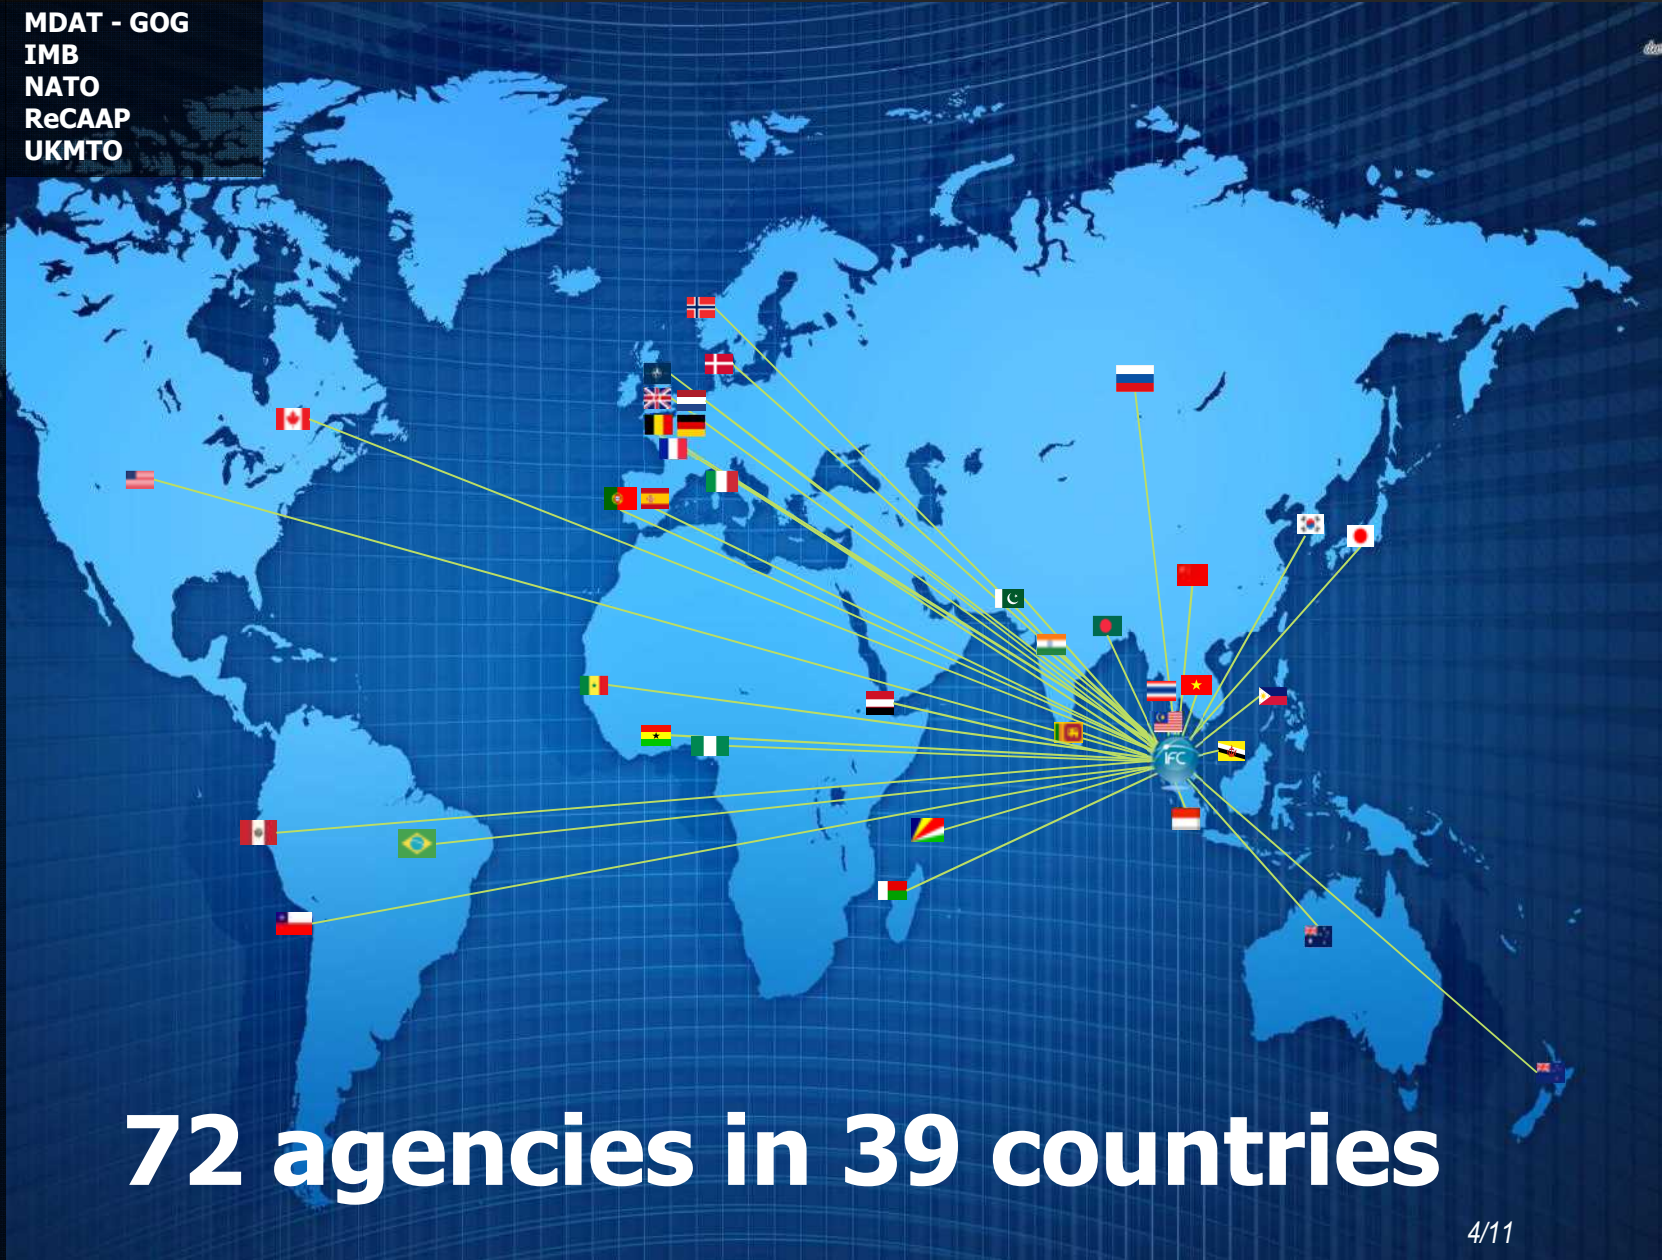 MDAT - GOG
IMB
NATO
ReCAAP
UKMTO
IFC
72 agencies in 39 countries
4/11